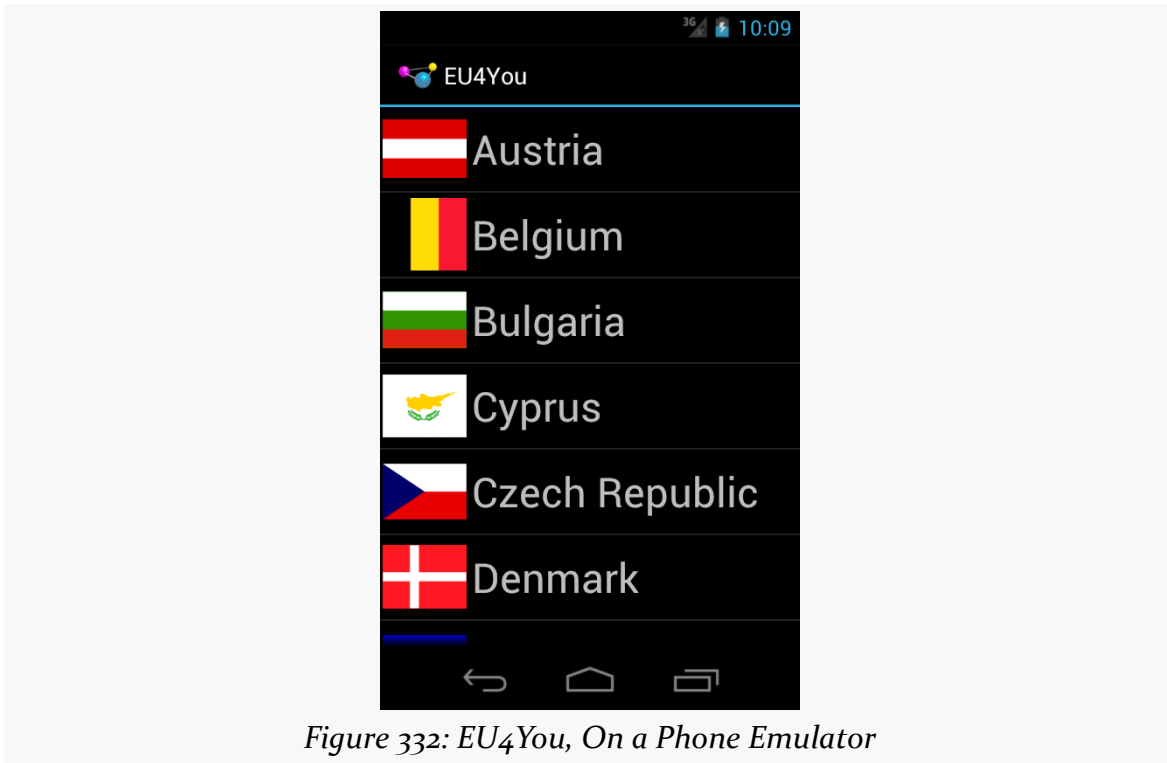 3G 10:09
EU4You
Austria
Belgium
Bulgaria
Cyprus
Czech Republic
Denmark
Figure 332: EU4You, On a Phone Emulator